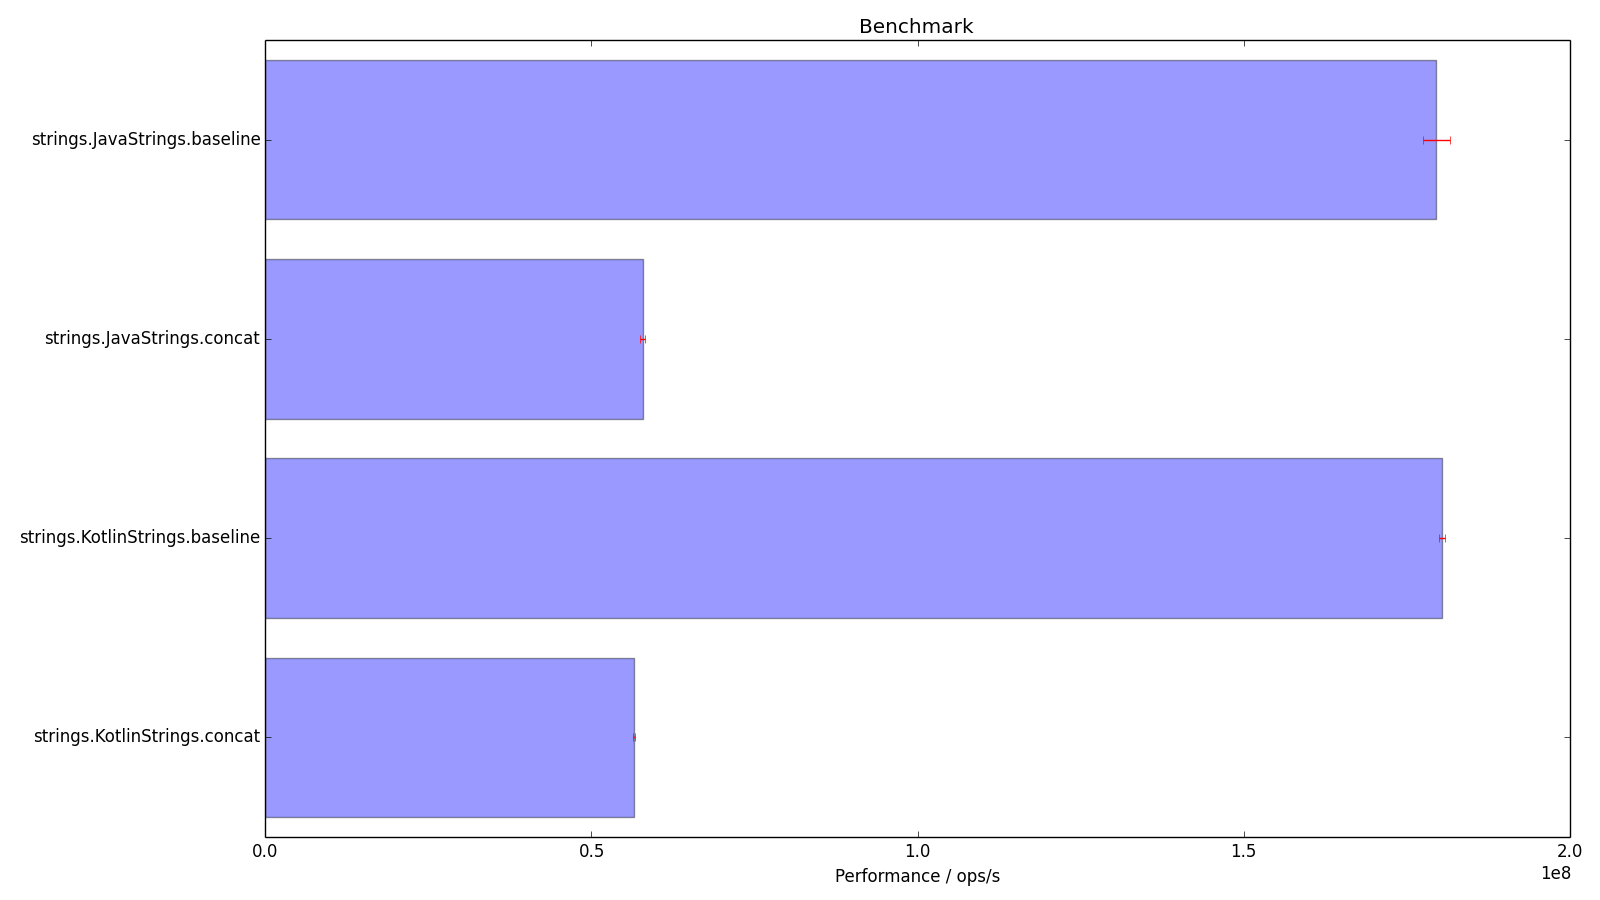 Benchmark
strings.JavaStrings.baseline
strings.JavaStrings.concat
strings.KotlinStrings.baseline
strings.KotlinStrings.concat
0.0 0.5 1.0 1.5 2.0
1e8
Performance / ops/s